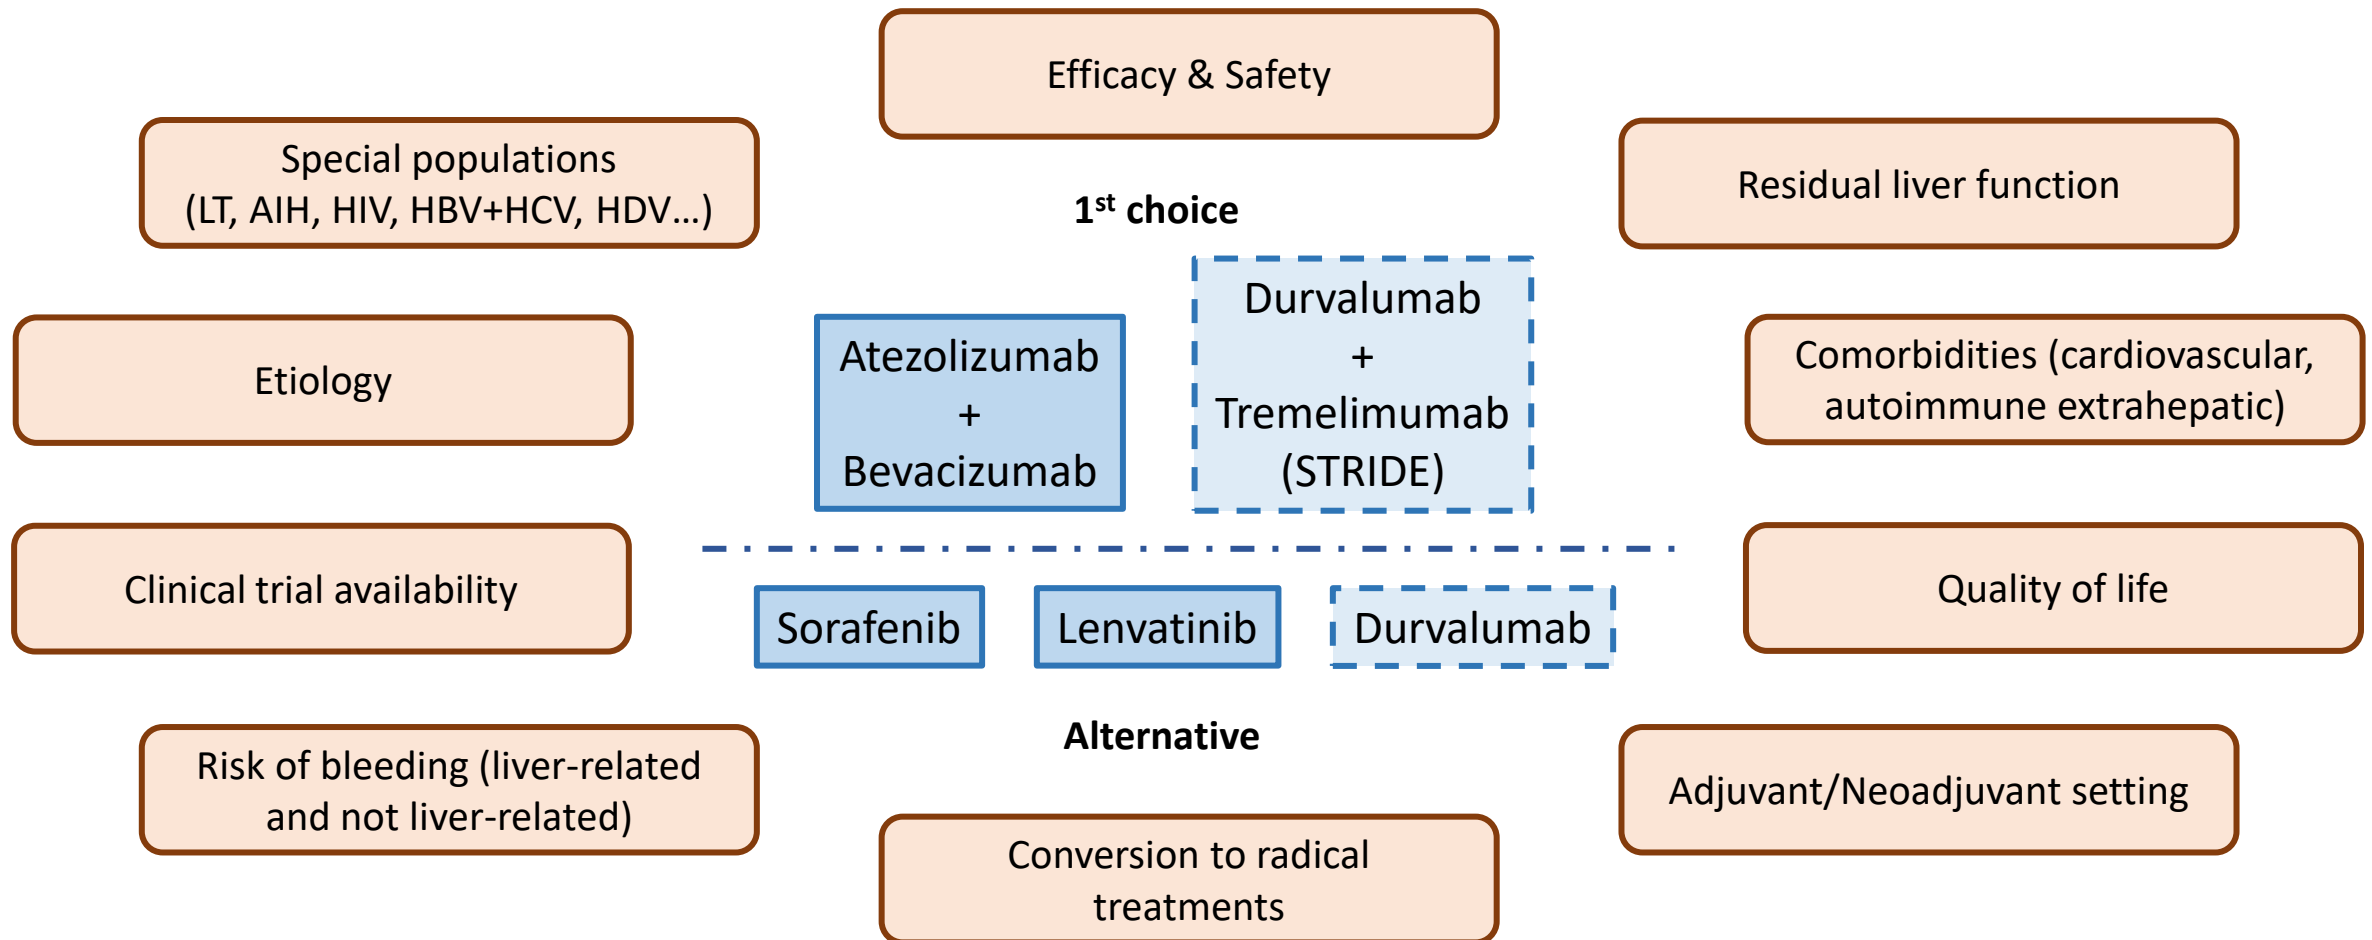 Efficacy & Safety
Special populations
(LT, AIH, HIV, HBV+HCV, HDV...)
Residual liver function
1st choice
Etiology
Atezolizumab
+
Bevacizumab
Durvalumab
+
Tremelimumab
(STRIDE)
Comorbidities (cardiovascular,
autoimmune extrahepatic)
Clinical trial availability
Sorafenib
Lenvatinib
Durvalumab
Quality of life
Risk of bleeding (liver-related
and not liver-related)
Alternative
Adjuvant/Neoadjuvant setting
Conversion to radical
treatments